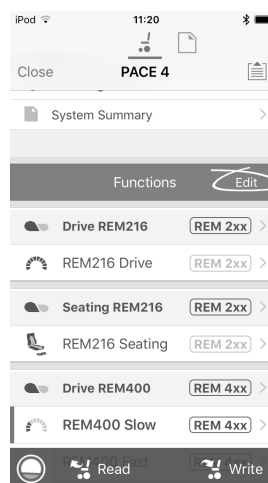 iPod 11:20
Close PACE 4
System Summary
Functions Edit
Drive REM216 REM 2xx
REM216 Drive REM 2xx
Seating REM216 REM 2xx
REM216 Seating REM 2xx
Drive REM400 REM 4xx
REM400 Slow REM 4xx
REM400 Fast REM 4xx
Read Write